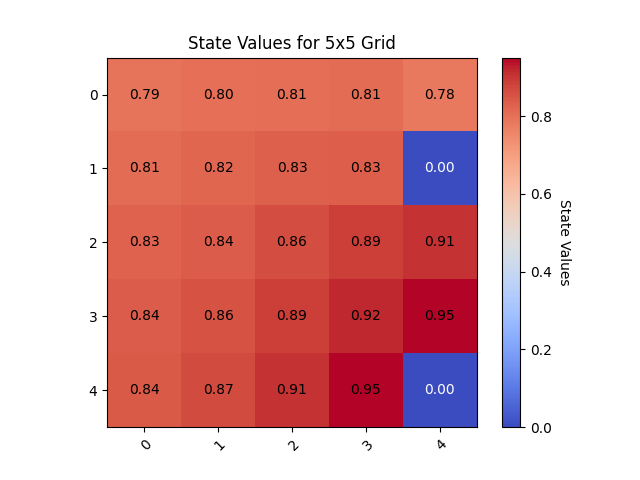 State Values for 5x5 Grid
0 0.79 0.80 0.81 0.81 0.78
1 0.81 0.82 0.83 0.83 0.00
2 0.83 0.84 0.86 0.89 0.91
3 0.84 0.86 0.89 0.92 0.95
4 0.84 0.87 0.91 0.95 0.00
0 1 2 3 4
0.8
0.6
0.4
0.2
0.0
State Values